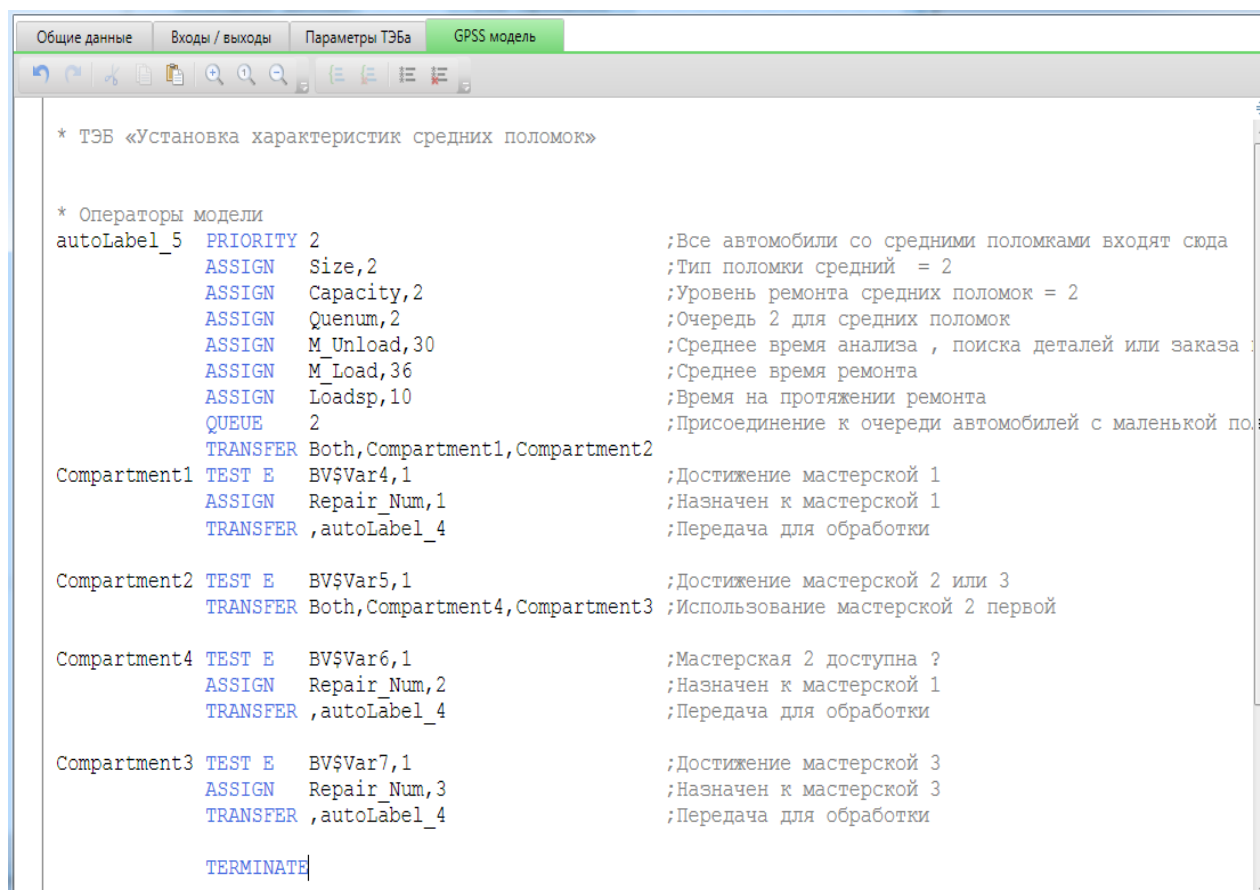 Общие данные Входы / выходы Параметры ТЭБа GPSS модель
* ТЭБ «Установка характеристик средних поломок»
* Операторы модели
autoLabel_5 PRIORITY 2 ;Все автомобили со средними поломками входят сюда
ASSIGN Size,2 ;Тип поломки средний = 2
ASSIGN Capacity,2 ;Уровень ремонта средних поломок = 2
ASSIGN Quenum,2 ;Очередь 2 для средних поломок
ASSIGN M_Unload,30 ;Среднее время анализа , поиска деталей или заказа
ASSIGN M_Load,36 ;Среднее время ремонта
ASSIGN Loadsp,10 ;Время на протяжении ремонта
QUEUE 2 ;Присоединение к очереди автомобилей с маленькой
TRANSFER Both,Compartment1,Compartment2
Compartment1 TEST E BV$Var4,1 ;Достижение мастерской 1
ASSIGN Repair_Num,1 ;Назначен к мастерской 1
TRANSFER ,autoLabel_4 ;Передача для обработки
Compartment2 TEST E BV$Var5,1 ;Достижение мастерской 2 или 3
TRANSFER Both,Compartment4,Compartment3 ;Использование мастерской 2 первой
Compartment4 TEST E BV$Var6,1 ;Мастерская 2 доступна ?
ASSIGN Repair_Num,2 ;Назначен к мастерской 1
TRANSFER ,autoLabel_4 ;Передача для обработки
Compartment3 TEST E BV$Var7,1 ;Достижение мастерской 3
ASSIGN Repair_Num,3 ;Назначен к мастерской 3
TRANSFER ,autoLabel_4 ;Передача для обработки
TERMINATE